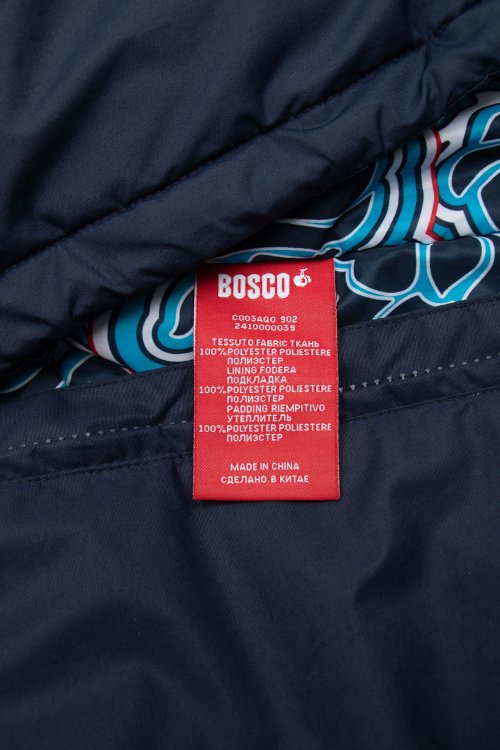 BOSCO
C003AQ0 902
2410000039
TESSUTO FABRIC ТКАНЬ
100%POLYESTER POLIESTERE
ПОЛИЭСТЕР
LINING FODERA
ПОДКЛАДКА
100%POLYESTER POLIESTERE
ПОЛИЭСТЕР
PADDING RIEMPITIVO
УТЕПЛИТЕЛЬ
100%POLYESTER POLIESTERE
ПОЛИЭСТЕР
MADE IN CHINA
СДЕЛАНО В КИТАЕ